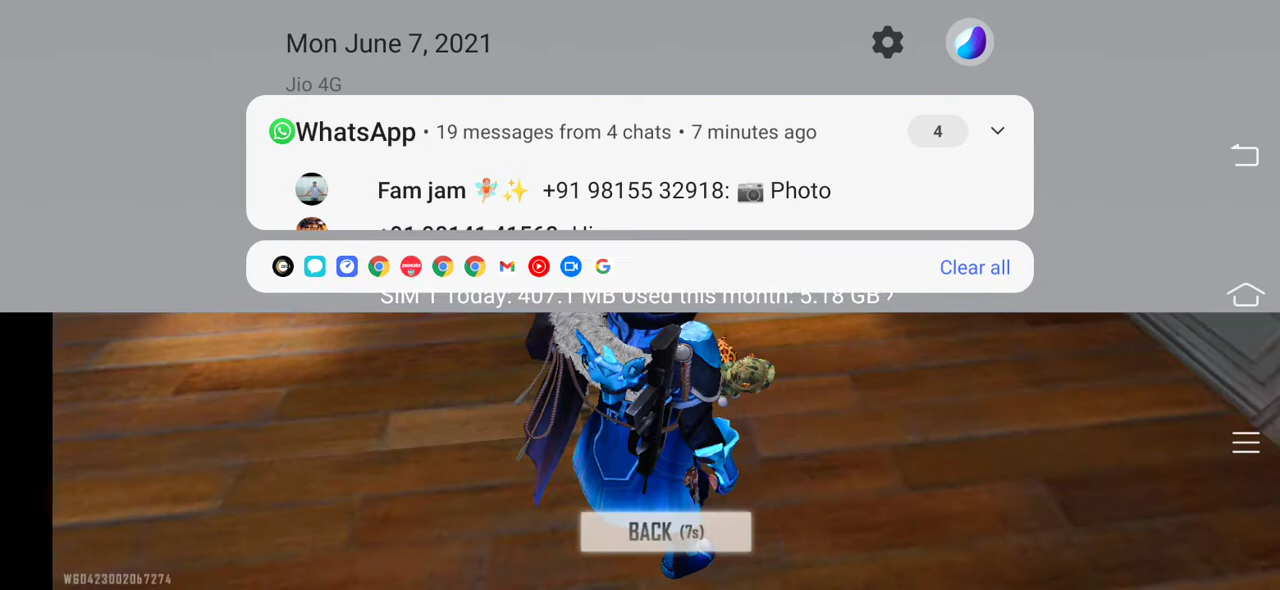 Mon June 7, 2021
Jio 4G
WhatsApp • 19 messages from 4 chats • 7 minutes ago 4
Fam jam 🧚✨ +91 98155 32918: 📷 Photo
SIM 1 Today: 407.1 MB Used this month: 5.18 GB ›
Clear all
BACK (7s)
W604230020b7274